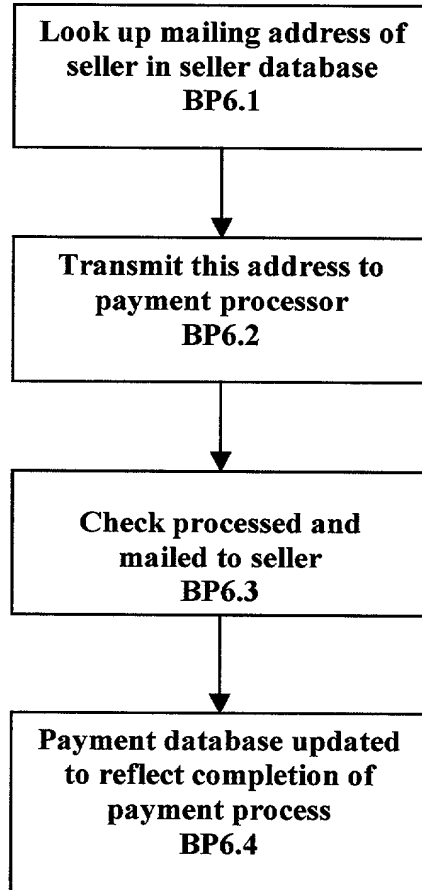 Look up mailing address of
seller in seller database
BP6.1
Transmit this address to
payment processor
BP6.2
Check processed and
mailed to seller
BP6.3
Payment database updated
to reflect completion of
payment process
BP6.4